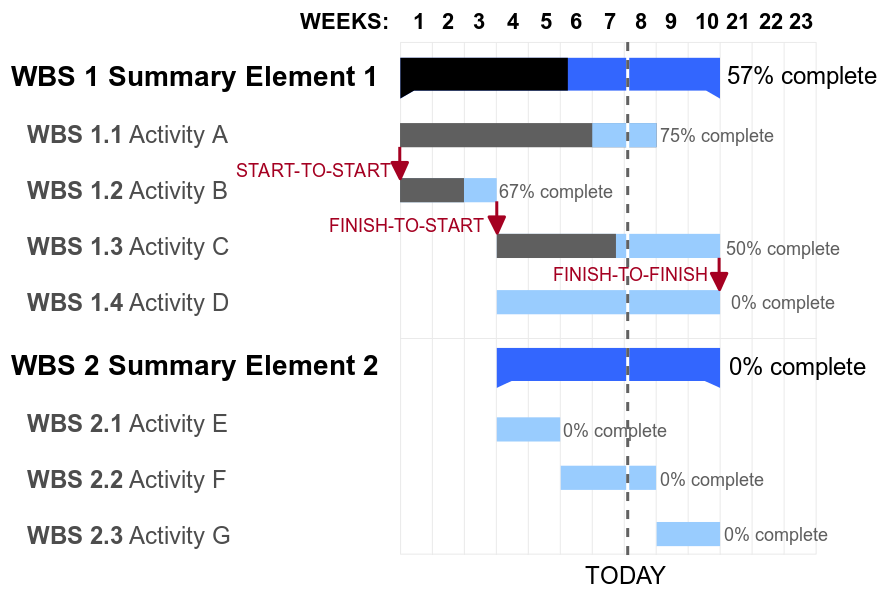 WEEKS: 1 2 3 4 5 6 7 8 9 10 21 22 23
WBS 1 Summary Element 1 57% complete
WBS 1.1 Activity A 75% complete
START-TO-START
WBS 1.2 Activity B 67% complete
FINISH-TO-START
WBS 1.3 Activity C 50% complete
FINISH-TO-FINISH
WBS 1.4 Activity D 0% complete
WBS 2 Summary Element 2 0% complete
WBS 2.1 Activity E 0% complete
WBS 2.2 Activity F 0% complete
WBS 2.3 Activity G 0% complete
TODAY